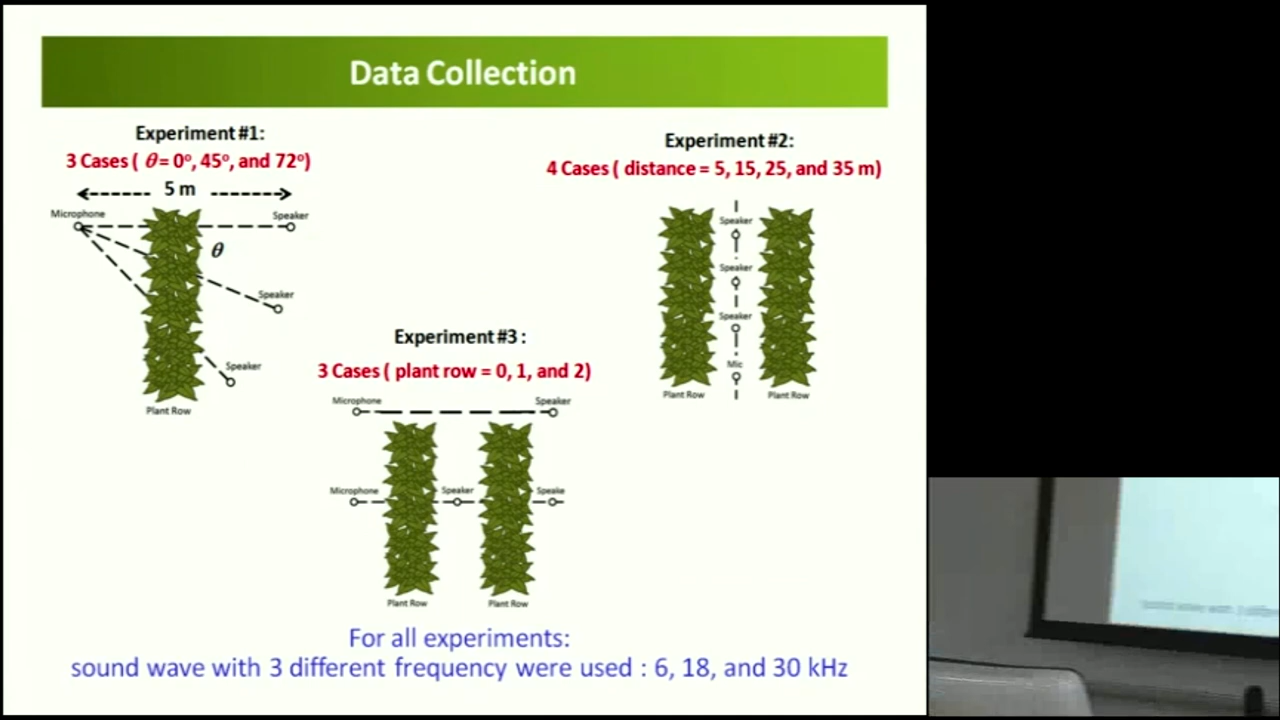 Data Collection
Experiment #1:
3 Cases ( θ = 0°, 45°, and 72°)
5 m
Microphone
Speaker
θ
Speaker
Speaker
Plant Row
Experiment #2:
4 Cases ( distance = 5, 15, 25, and 35 m)
Speaker
Speaker
Speaker
Mic
Plant Row
Plant Row
Experiment #3 :
3 Cases ( plant row = 0, 1, and 2)
Microphone
Speaker
Microphone
Speaker
Speake
Plant Row
Plant Row
For all experiments:
sound wave with 3 different frequency were used : 6, 18, and 30 kHz